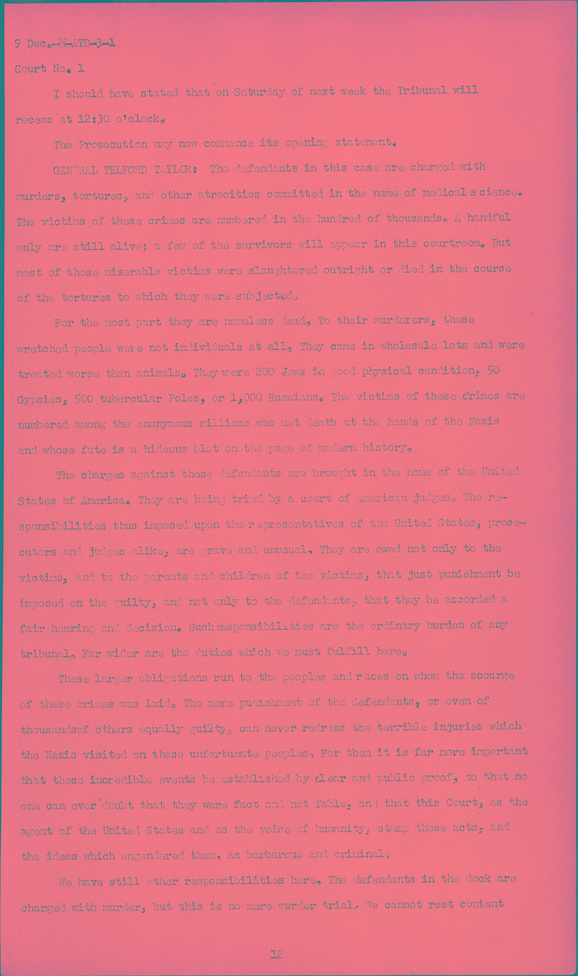 9 Dec.-M-ATD-3-1
Court No. 1
I should have stated that on Saturday of next week the Tribunal will
recess at 12:30 o'clock.
The Prosecution may now commence its opening statement.
GENERAL TELFORD TAYLOR: The defendants in this case are charged with
murders, tortures, and other atrocities committed in the name of medical science.
The victims of these crimes are numbered in the hundred of thousands. A handful
only are still alive; a few of the survivors will appear in this courtroom. But
most of these miserable victims were slaughtered outright or died in the course
of the tortures to which they were subjected.
For the most part they are nameless dead. To their murderers, these
wretched people were not individuals at all. They came in wholesale lots and were
treated worse than animals. They were 200 Jews in good physical condition, 50
Gypsies, 500 tubercular Poles, or 1,000 Russians. The victims of these crimes are
numbered among the anonymous millions who met death at the hands of the Nazis
and whose fate is a hideous blot on the page of modern history.
The charges against these defendants are brought in the name of the United
States of America. They are being tried by a court of American judges. The re-
sponsibilities thus imposed upon the representatives of the United States, prose-
cutors and judges alike, are grave and unusual. They are owed not only to the
victims, and to the parents and children of the victims, that just punishment be
imposed on the guilty, and not only to the defendants, that they be accorded a
fair hearing and decision. Such responsibilities are the ordinary burden of any
tribunal. Far wider are the duties which we must fulfill here.
These larger obligations run to the peoples and races on whom the scourge
of these crimes was laid. The mere punishment of the defendants, or even of
thousandsof others equally guilty, can never redress the terrible injuries which
the Nazis visited on these unfortunate peoples. For them it is far more important
that these incredible events be established by clear and public proof, so that no
one can ever doubt that they were fact and not fable, and that this Court, as the
agent of the United States and as the voice of humanity, stamp these acts, and
the ideas which engendered them, as barbarous and criminal.
We have still other responsibilities here. The defendants in the dock are
charged with murder, but this is no mere murder trial. We cannot rest content
12